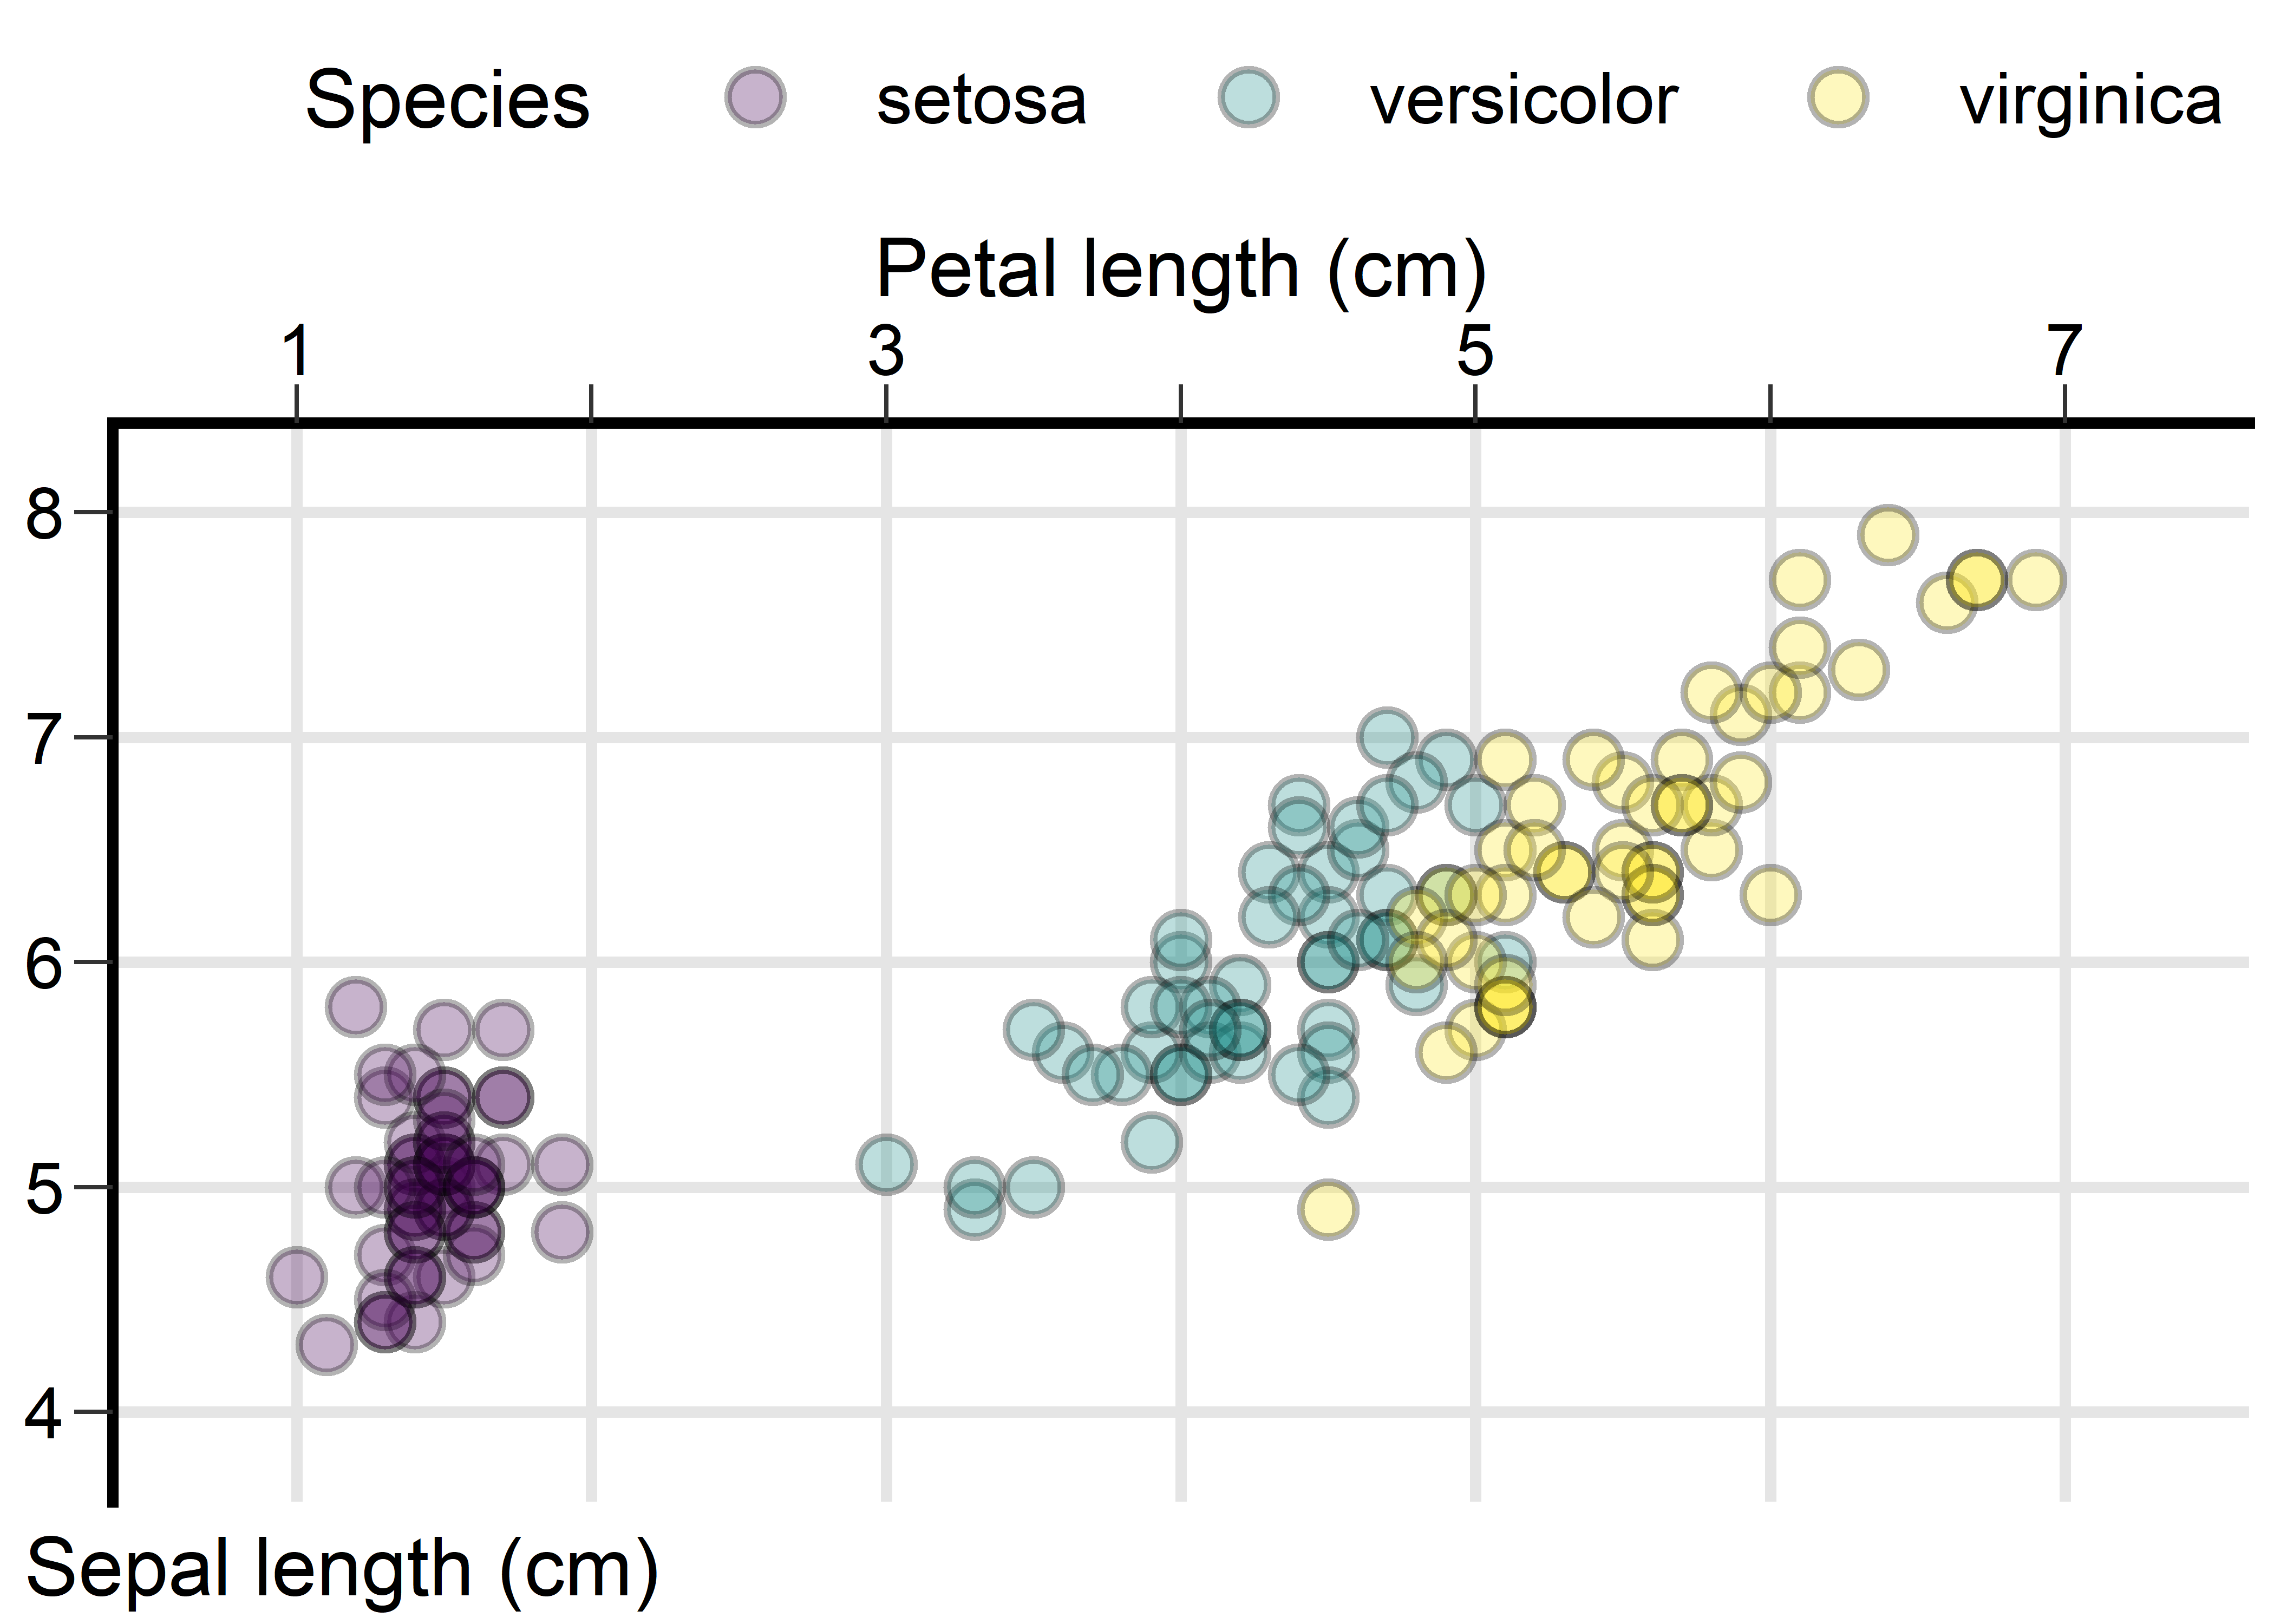 Species setosa versicolor virginica
Petal length (cm)
1 3 5 7
8
7
6
5
4
Sepal length (cm)